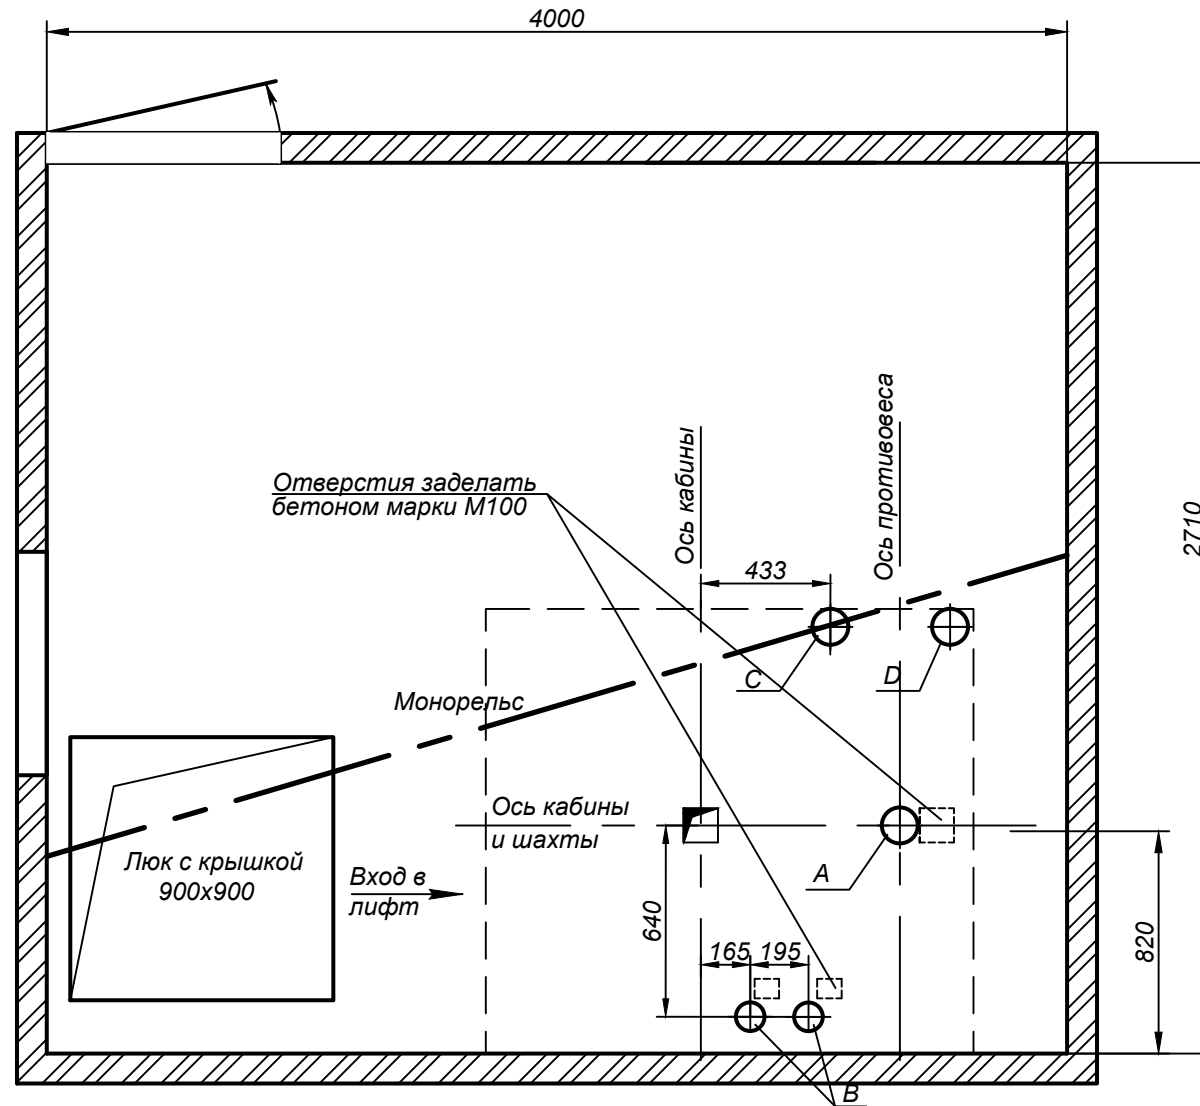 4000
Ось кабины
Ось противовеса
2710
Отверстия заделать
бетоном марки М100
433
C
D
Монорельс
Ось кабины
и шахты
Люк с крышкой
900х900
Вход в
лифт
A
640
165
195
820
B